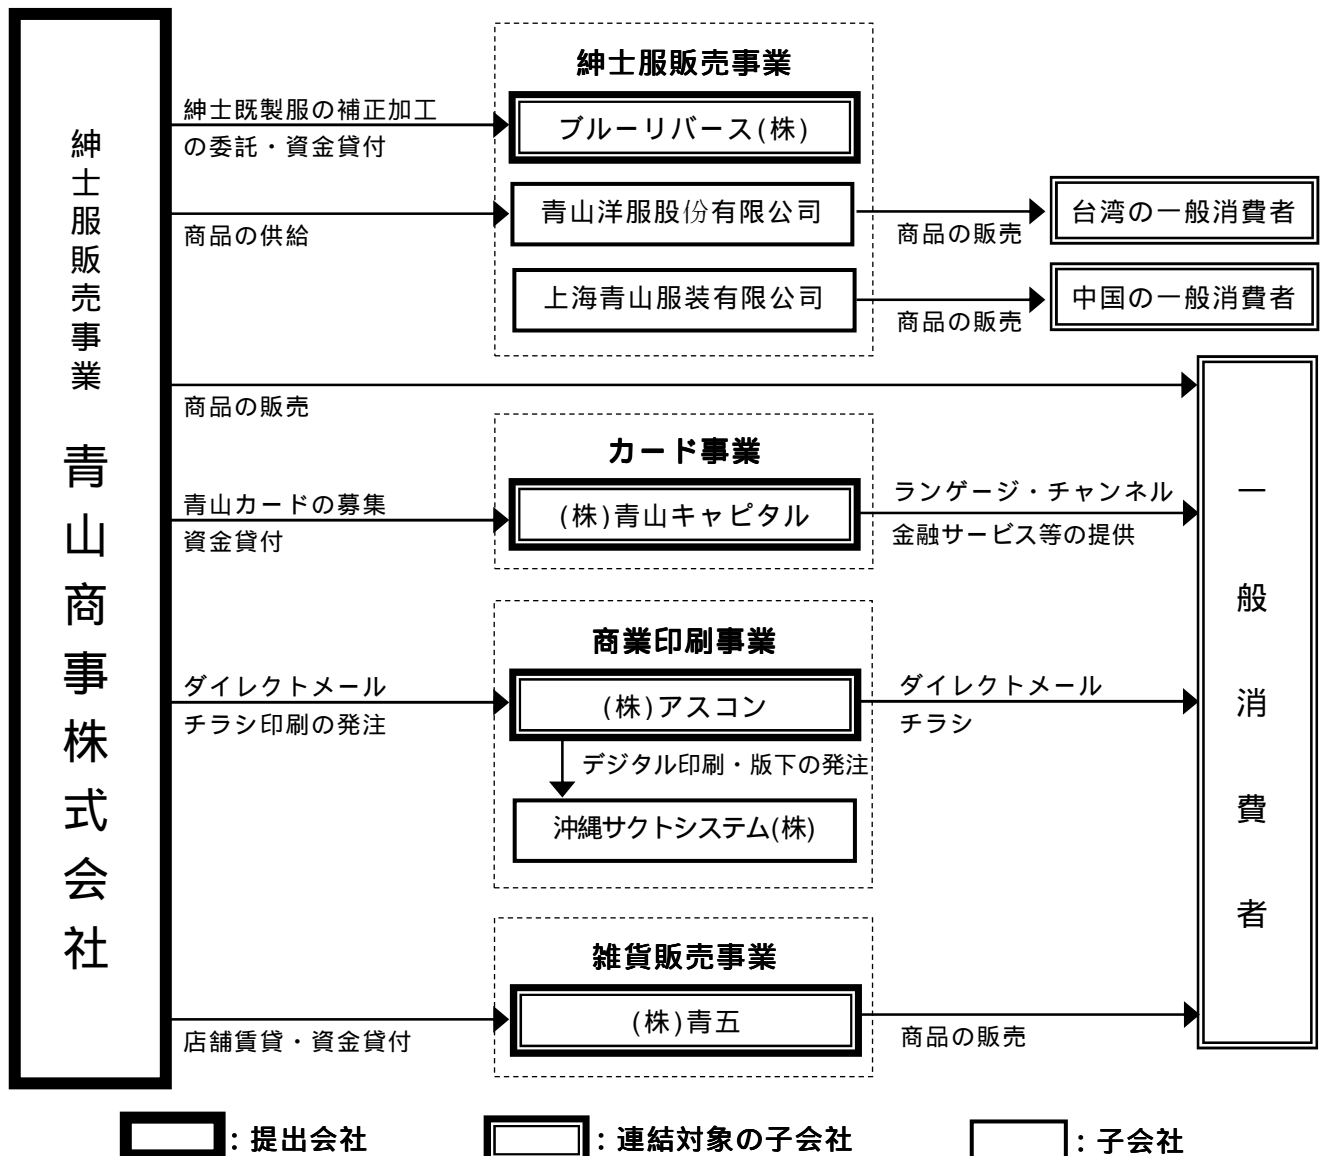 紳士服販売事業
青山商事株式会社
紳士服販売事業
紳士既製服の補正加工
の委託・資金貸付
ブルーリバース(株)
商品の供給
青山洋服股份有限公司
商品の販売
台湾の一般消費者
上海青山服装有限公司
商品の販売
中国の一般消費者
商品の販売
一般消費者
カード事業
青山カードの募集
資金貸付
(株)青山キャピタル
ランゲージ・チャンネル
金融サービス等の提供
商業印刷事業
ダイレクトメール
チラシ印刷の発注
(株)アスコン
ダイレクトメール
チラシ
デジタル印刷・版下の発注
沖縄サクトシステム(株)
雑貨販売事業
店舗賃貸・資金貸付
(株)青五
商品の販売
：提出会社
：連結対象の子会社
：子会社